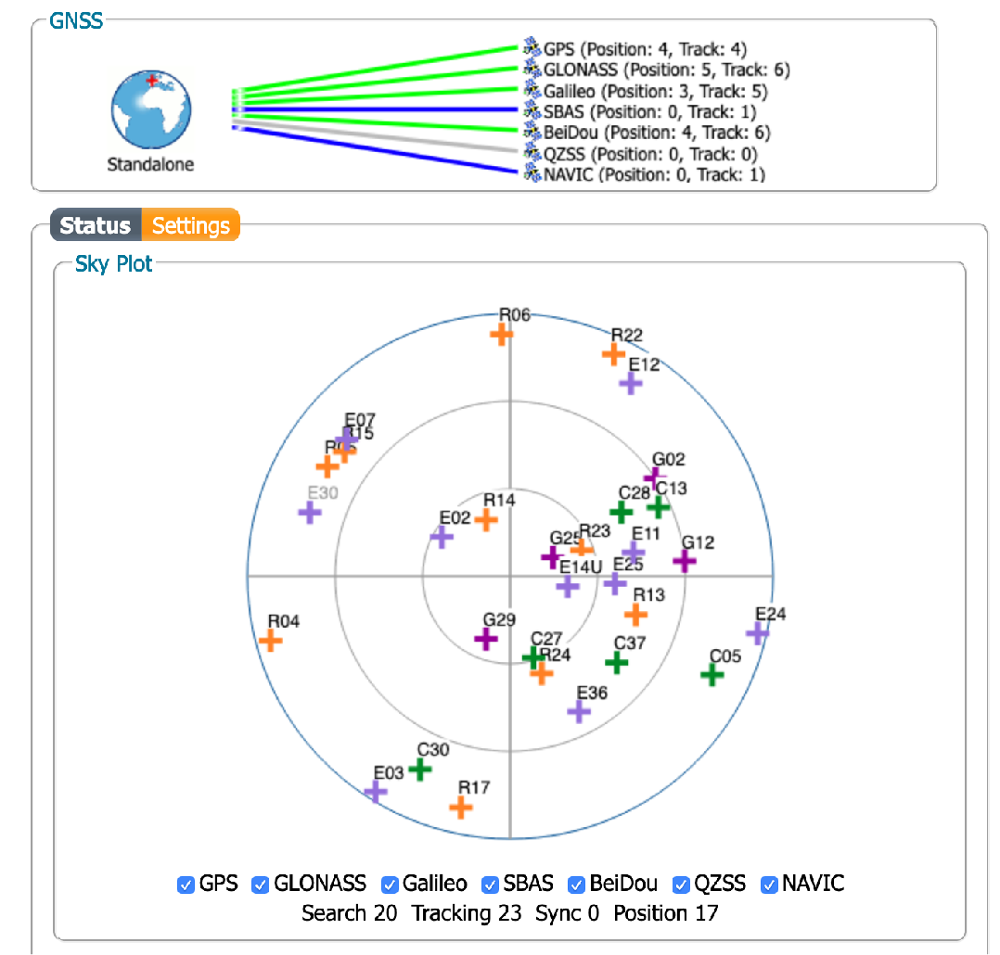 GNSS
GPS (Position: 4, Track: 4)
GLONASS (Position: 5, Track: 6)
Galileo (Position: 3, Track: 5)
SBAS (Position: 0, Track: 1)
BeiDou (Position: 4, Track: 6)
QZSS (Position: 0, Track: 0)
NAVIC (Position: 0, Track: 1)
Standalone
Status Settings
Sky Plot
R06
R22
E12
E07
R15
E30
G02
C28 C13
R14
E02
G25 R23 E11 G12
E14U E25
R13
R04
G29
E24
C27 C37 C05
R24
E36
C30
E03
R17
GPS GLONASS Galileo SBAS BeiDou QZSS NAVIC
Search 20 Tracking 23 Sync 0 Position 17